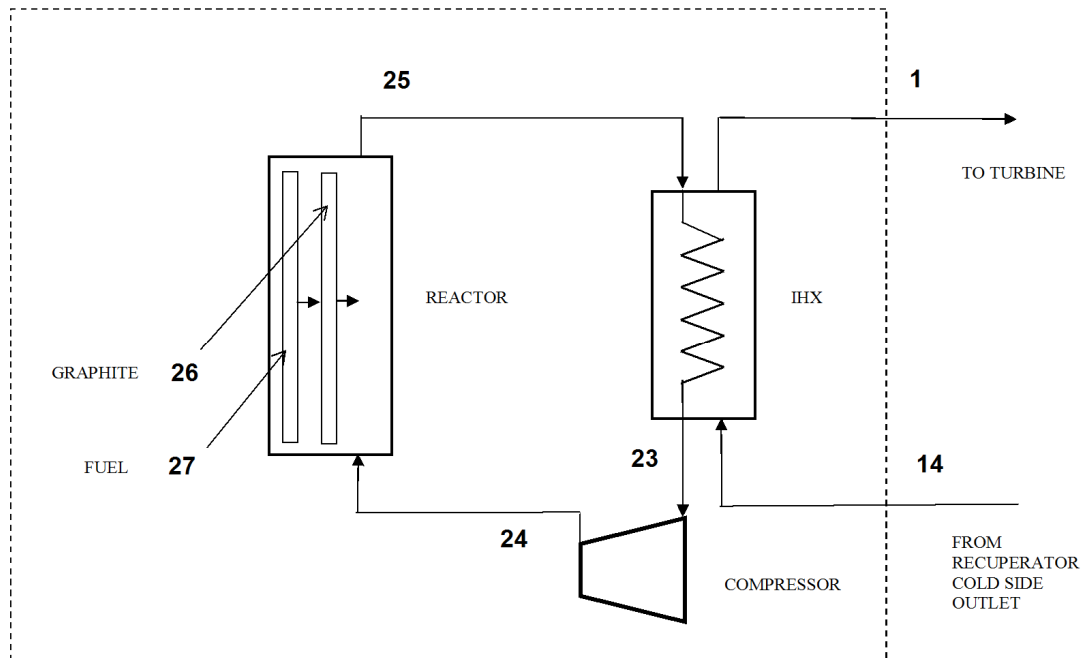 25
1
TO TURBINE
REACTOR
IHX
GRAPHITE 26
FUEL 27
23
14
24
FROM
RECUPERATOR
COLD SIDE
OUTLET
COMPRESSOR